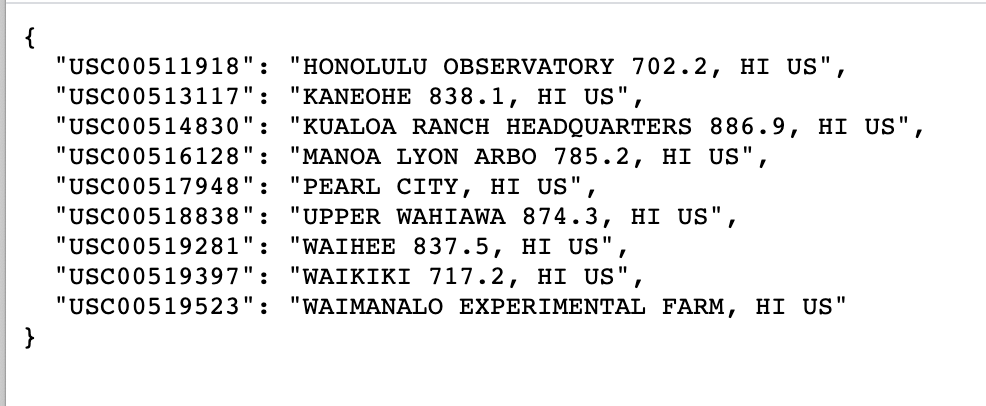 {
"USC00511918": "HONOLULU OBSERVATORY 702.2, HI US",
"USC00513117": "KANEOHE 838.1, HI US",
"USC00514830": "KUALOA RANCH HEADQUARTERS 886.9, HI US",
"USC00516128": "MANOA LYON ARBO 785.2, HI US",
"USC00517948": "PEARL CITY, HI US",
"USC00518838": "UPPER WAHIAWA 874.3, HI US",
"USC00519281": "WAIHEE 837.5, HI US",
"USC00519397": "WAIKIKI 717.2, HI US",
"USC00519523": "WAIMANALO EXPERIMENTAL FARM, HI US"
}